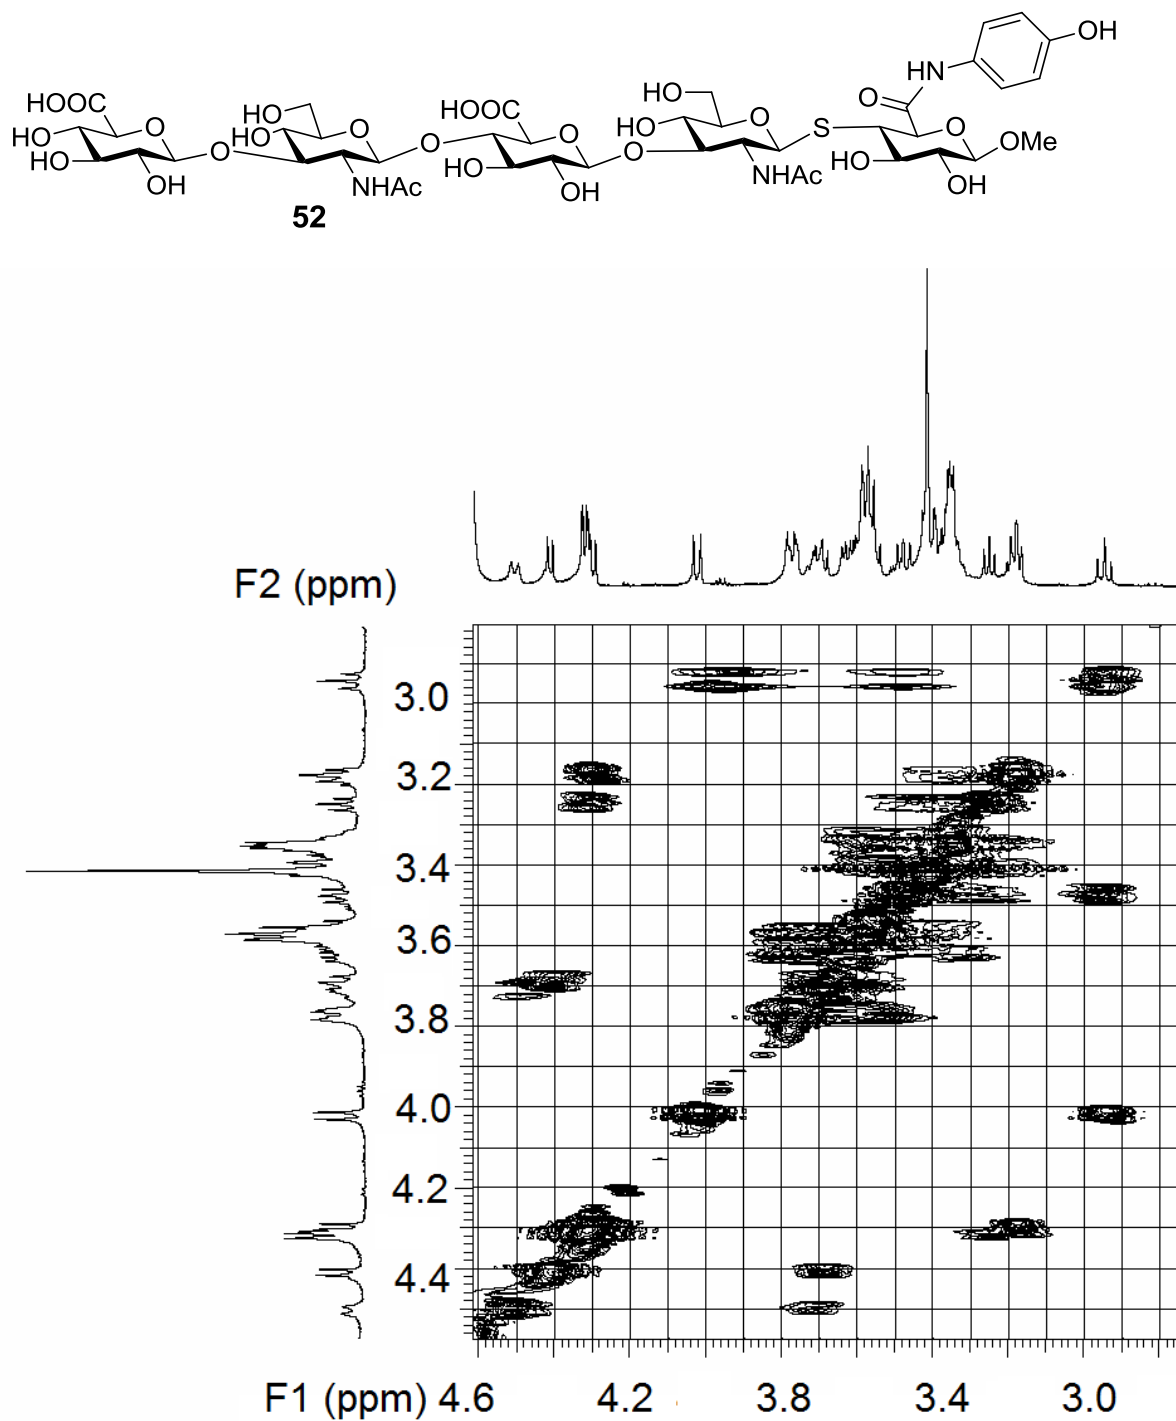 OH
HN
O
HOOC HO HOOC HO S O
HO O HO O O O HO O OMe
HO HO O HO O HO
HO O HO O NHAc OH
OH NHAc OH
52
F2 (ppm)
3.0
3.2
3.4
3.6
3.8
4.0
4.2
4.4
F1 (ppm) 4.6 4.2 3.8 3.4 3.0